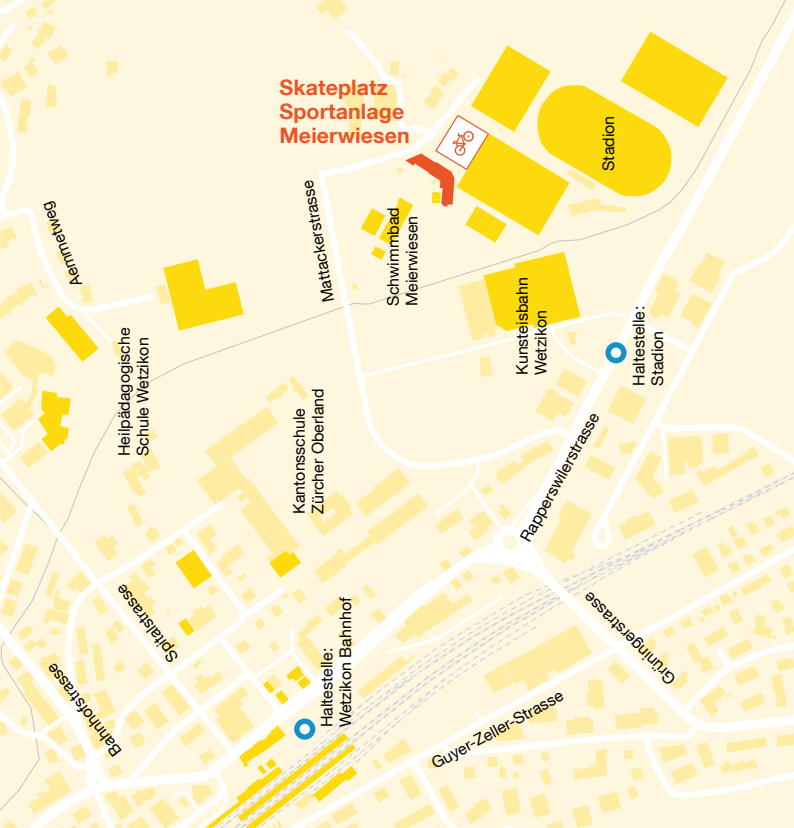 Skateplatz
Sportanlage
Meierwiesen
Stadion
Aemmetweg
Mattackerstrasse
Schwimmbad
Meierwiesen
Kunsteisbahn
Wetzikon
Haltestelle:
Stadion
Heilpädagogische
Schule Wetzikon
Kantonsschule
Zürcher Oberland
Rapperswilerstrasse
Spitalstrasse
Grüningerstrasse
Bahnhofstrasse
Haltestelle:
Wetzikon Bahnhof
Guyer-Zeller-Strasse